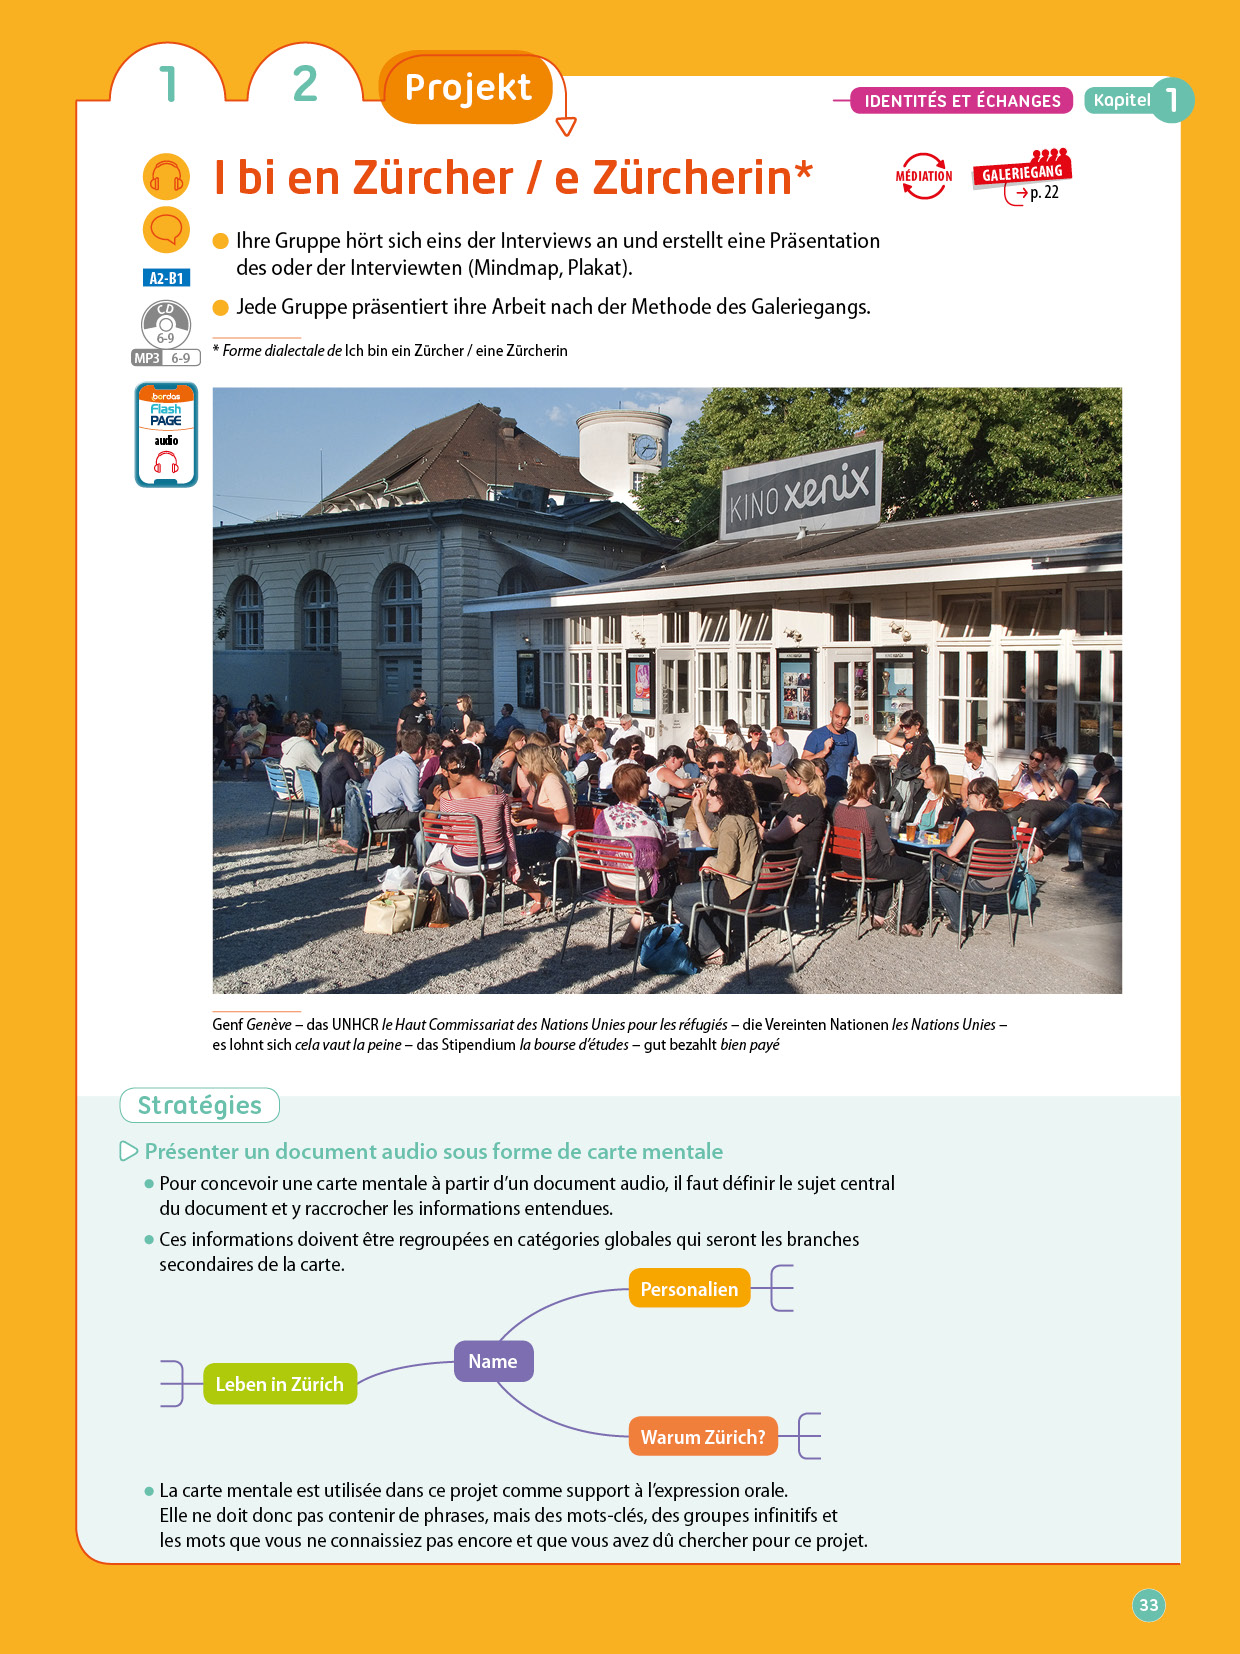 1
2
Projekt
IDENTITÉS ET ÉCHANGES
Kapitel 1
I bi en Zürcher / e Zürcherin*
MÉDIATION
GALERIEGANG
p. 22
Ihre Gruppe hört sich eins der Interviews an und erstellt eine Präsentation
des oder der Interviewten (Mindmap, Plakat).
A2-B1
Jede Gruppe präsentiert ihre Arbeit nach der Methode des Galeriegangs.
CD
6-9
MP3 6-9
* Forme dialectale de Ich bin ein Zürcher / eine Zürcherin
bordas
Flash
PAGE
audio
KINO xenix
Genf Genève – das UNHCR le Haut Commissariat des Nations Unies pour les réfugiés – die Vereinten Nationen les Nations Unies –
es lohnt sich cela vaut la peine – das Stipendium la bourse d'études – gut bezahlt bien payé
Stratégies
Présenter un document audio sous forme de carte mentale
Pour concevoir une carte mentale à partir d'un document audio, il faut définir le sujet central
du document et y raccrocher les informations entendues.
Ces informations doivent être regroupées en catégories globales qui seront les branches
secondaires de la carte.
Personalien
Name
Leben in Zürich
Warum Zürich?
La carte mentale est utilisée dans ce projet comme support à l'expression orale.
Elle ne doit donc pas contenir de phrases, mais des mots-clés, des groupes infinitifs et
les mots que vous ne connaissiez pas encore et que vous avez dû chercher pour ce projet.
33